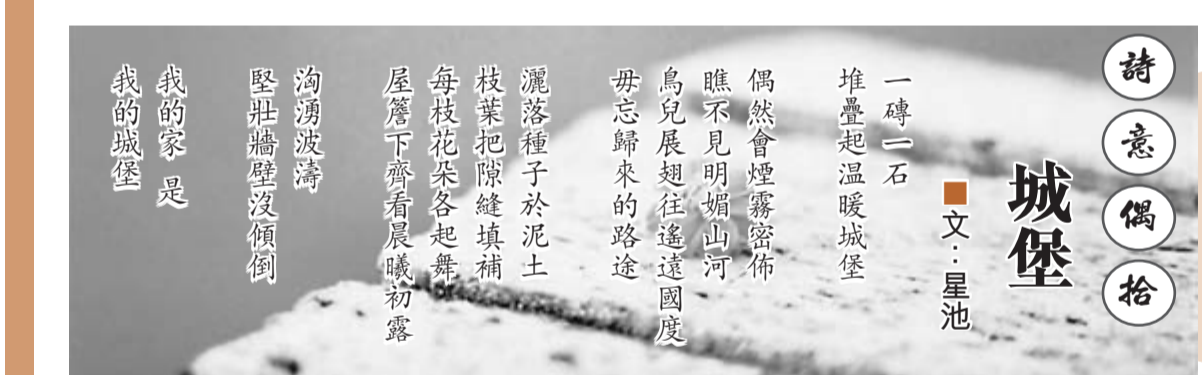 詩意偶拾
城堡
■文：星池
一磚一石
堆疊起温暖城堡
偶然會煙霧密佈
瞧不見明媚山河
鳥兒展翅往遙遠國度
毋忘歸來的路途
灑落種子於泥土
枝葉把隙縫填補
每枝花朵各起舞
屋簷下齊看晨曦初露
洶湧波濤
堅壯牆壁沒傾倒
我的家 是
我的城堡